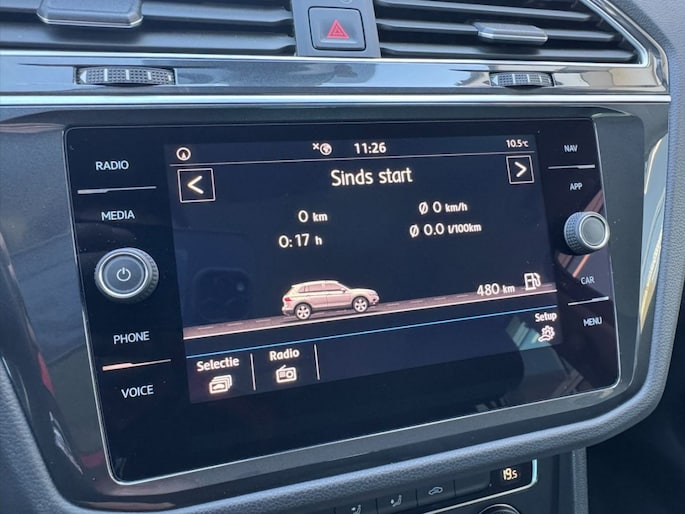 RADIO
MEDIA
PHONE
VOICE
11:26
10.5°C
<
Sinds start
>
0 km
Ø 0 km/h
0:17 h
Ø 0.0 l/100km
480 km
Selectie
Radio
Setup
NAV
APP
CAR
MENU
19.5